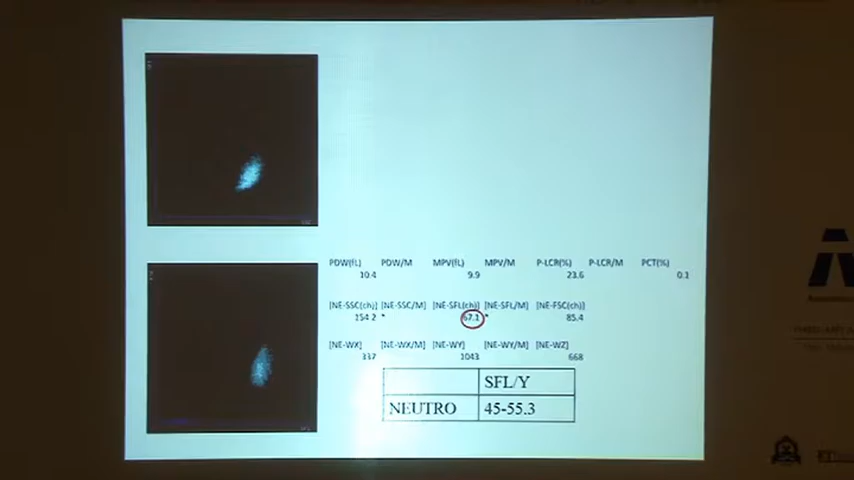 PDW(fL) PDW/M MPV(fL) MPV/M P-LCR(%) P-LCR/M PCT(%)
10.4 9.9 23.6 0.1
[NE-SSC(ch)] [NE-SSC/M] [NE-SFL(ch)] [NE-SFL/M] [NE-FSC(ch)]
154.2 * 67.1 * 85.4
[NE-WX] [NE-WX/M] [NE-WY] [NE-WY/M] [NE-WZ]
337 1043 668
SFL/Y
NEUTRO 45-55.3